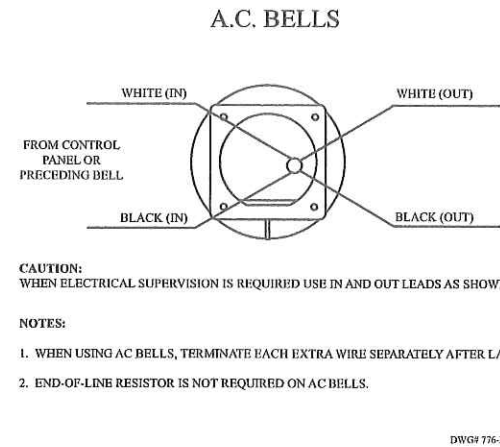 A.C. BELLS
WHITE (IN)
WHITE (OUT)
FROM CONTROL
PANEL OR
PRECEDING BELL
BLACK (IN)
BLACK (OUT)
CAUTION:
WHEN ELECTRICAL SUPERVISION IS REQUIRED USE IN AND OUT LEADS AS
NOTES:
1. WHEN USING AC BELLS, TERMINATE EACH EXTRA WIRE SEPARATELY AFTER
2. END-OF-LINE RESISTOR IS NOT REQUIRED ON AC BELLS.
DWG# 776-